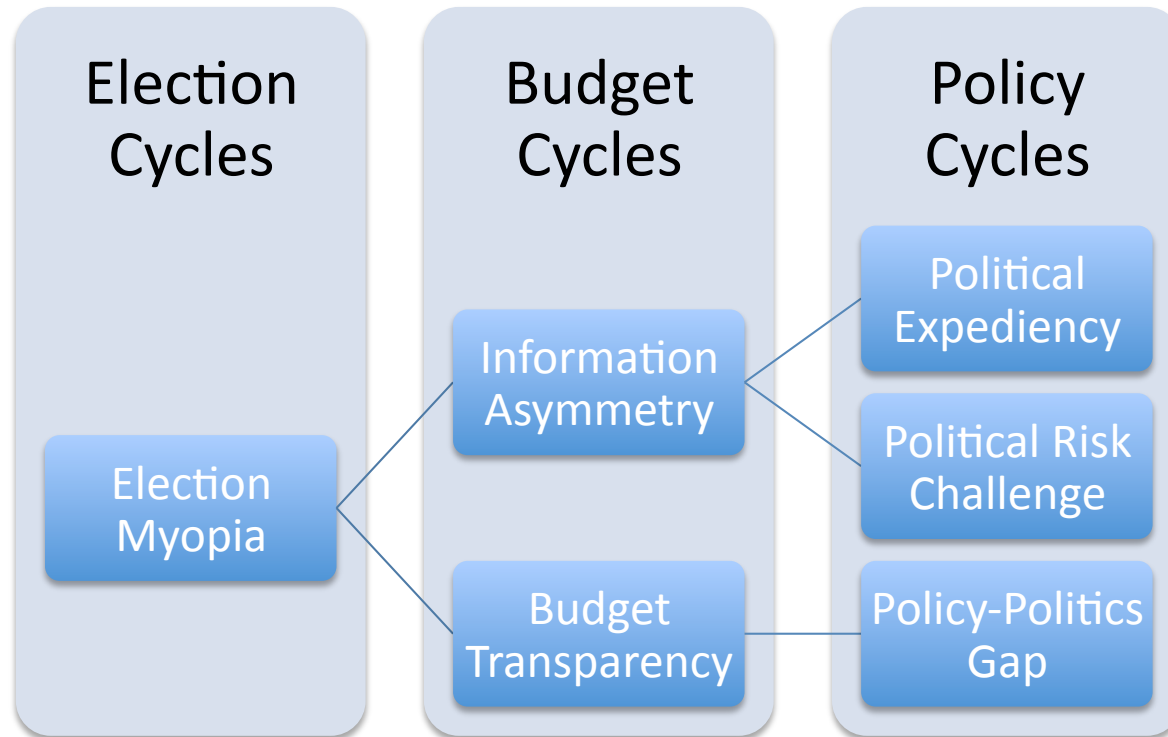 Election
Cycles
Election
Myopia
Budget
Cycles
Information
Asymmetry
Budget
Transparency
Policy
Cycles
Political
Expediency
Political Risk
Challenge
Policy-Politics
Gap